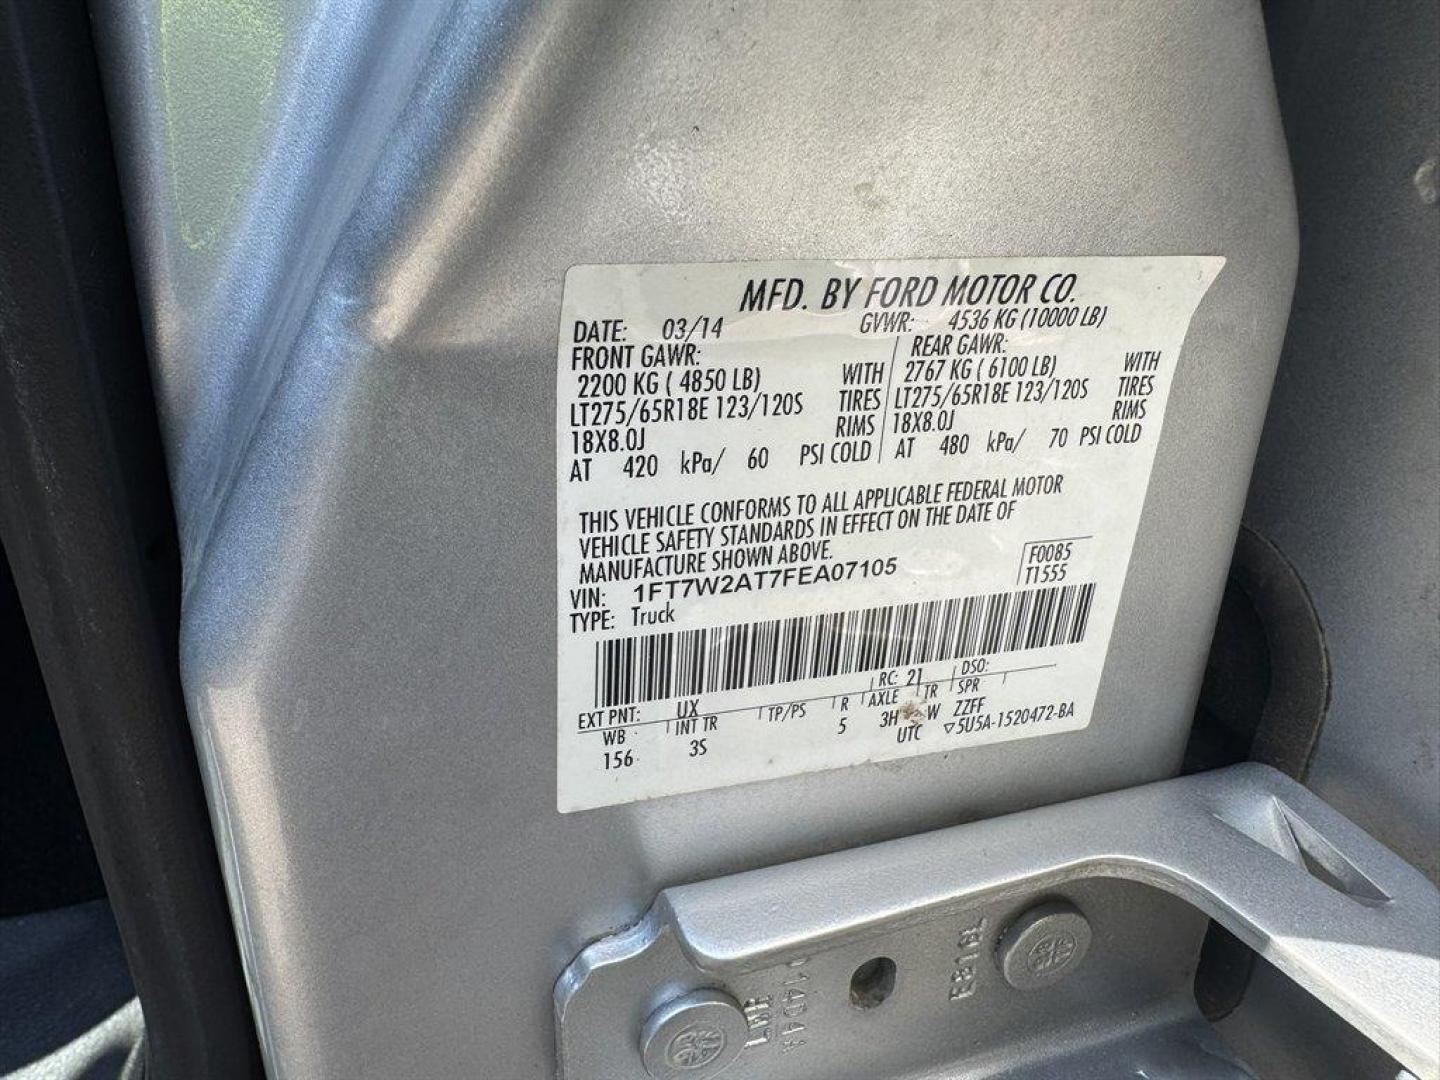 MFD. BY FORD MOTOR CO.
DATE: 03/14 GVWR: 4536 KG (10000 LB)
FRONT GAWR: REAR GAWR:
2200 KG ( 4850 LB) WITH 2767 KG ( 6100 LB) WITH
LT275/65R18E 123/120S TIRES LT275/65R18E 123/120S TIRES
18X8.0J RIMS 18X8.0J RIMS
AT 420 kPa/ 60 PSI COLD AT 480 kPa/ 70 PSI COLD
THIS VEHICLE CONFORMS TO ALL APPLICABLE FEDERAL MOTOR
VEHICLE SAFETY STANDARDS IN EFFECT ON THE DATE OF
MANUFACTURE SHOWN ABOVE.
F0085
VIN: 1FT7W2AT7FEA07105 T1555
TYPE: Truck
RC: 21 DSO:
EXT PNT: UX
WB INT TR TP/PS R AXLE TR SPR
156 3S 5 3H W ZZFF
UTC ▽5U5A-1520472-BA